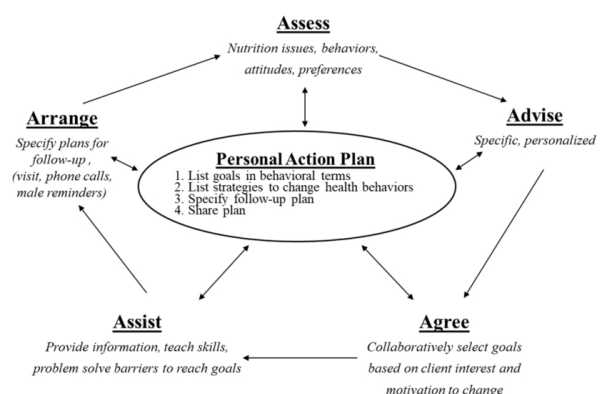 Assess
Nutrition issues, behaviors,
attitudes, preferences
Arrange
Specify plans for
follow-up ,
(visit, phone calls,
male reminders)
Advise
Specific, personalized
Personal Action Plan
1. List goals in behavioral terms
2. List strategies to change health behaviors
3. Specify follow-up plan
4. Share plan
Assist
Provide information, teach skills,
problem solve barriers to reach goals
Agree
Collaboratively select goals
based on client interest and
motivation to change